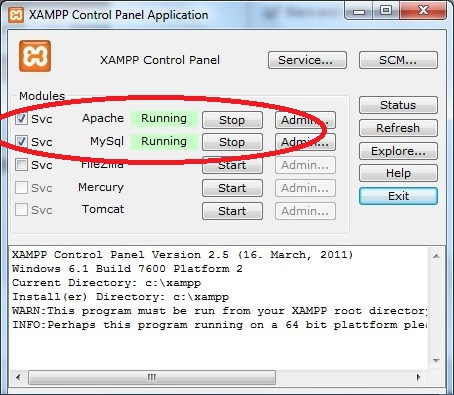 XAMPP Control Panel Application
XAMPP Control Panel
Service...
SCM...
Modules
Svc Apache Running Stop Admin...
Svc MySql Running Stop Admin...
Svc FileZilla Start Admin...
Svc Mercury Start Admin...
Svc Tomcat Start Admin...
Status
Refresh
Explore...
Help
Exit
XAMPP Control Panel Version 2.5 (16. March, 2011)
Windows 6.1 Build 7600 Platform 2
Current Directory: c:\xampp
Install(er) Directory: c:\xampp
WARN:This program must be run from your XAMPP root directory
INFO:Perhaps this program running on a 64 bit plattform plea